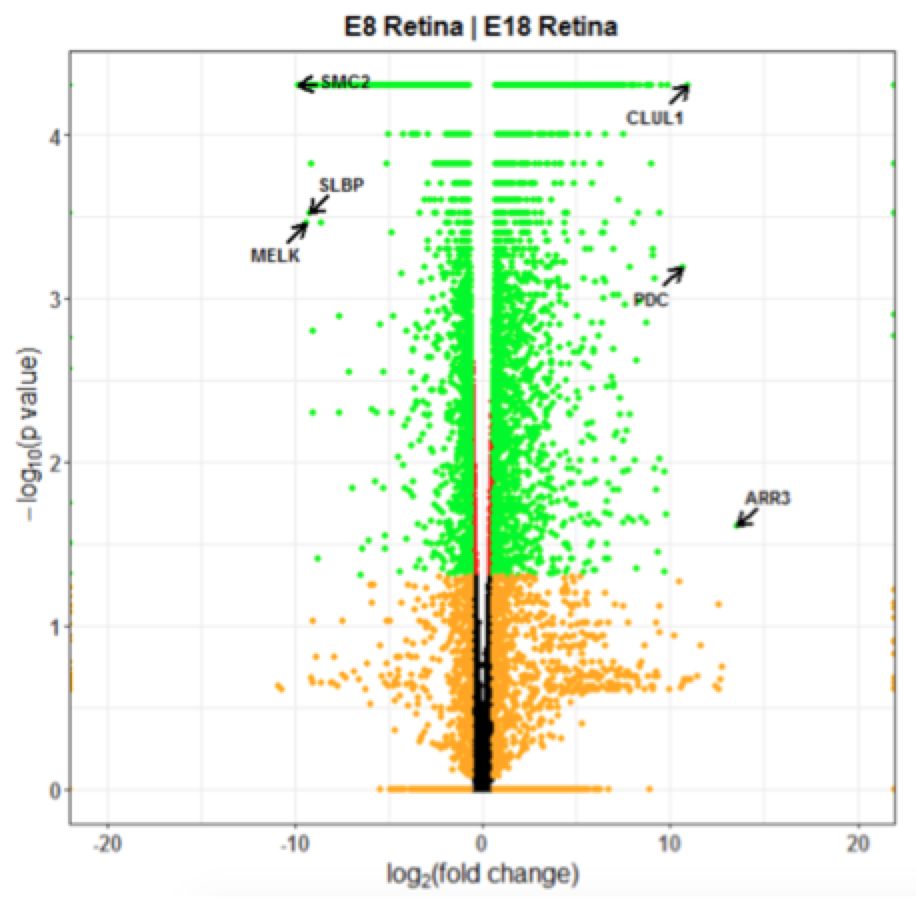 E8 Retina | E18 Retina
SMC2
CLUL1
4
SLBP
MELK
PDC
3
−log10(p value)
2
ARR3
1
0
-20 -10 0 10 20
log2(fold change)